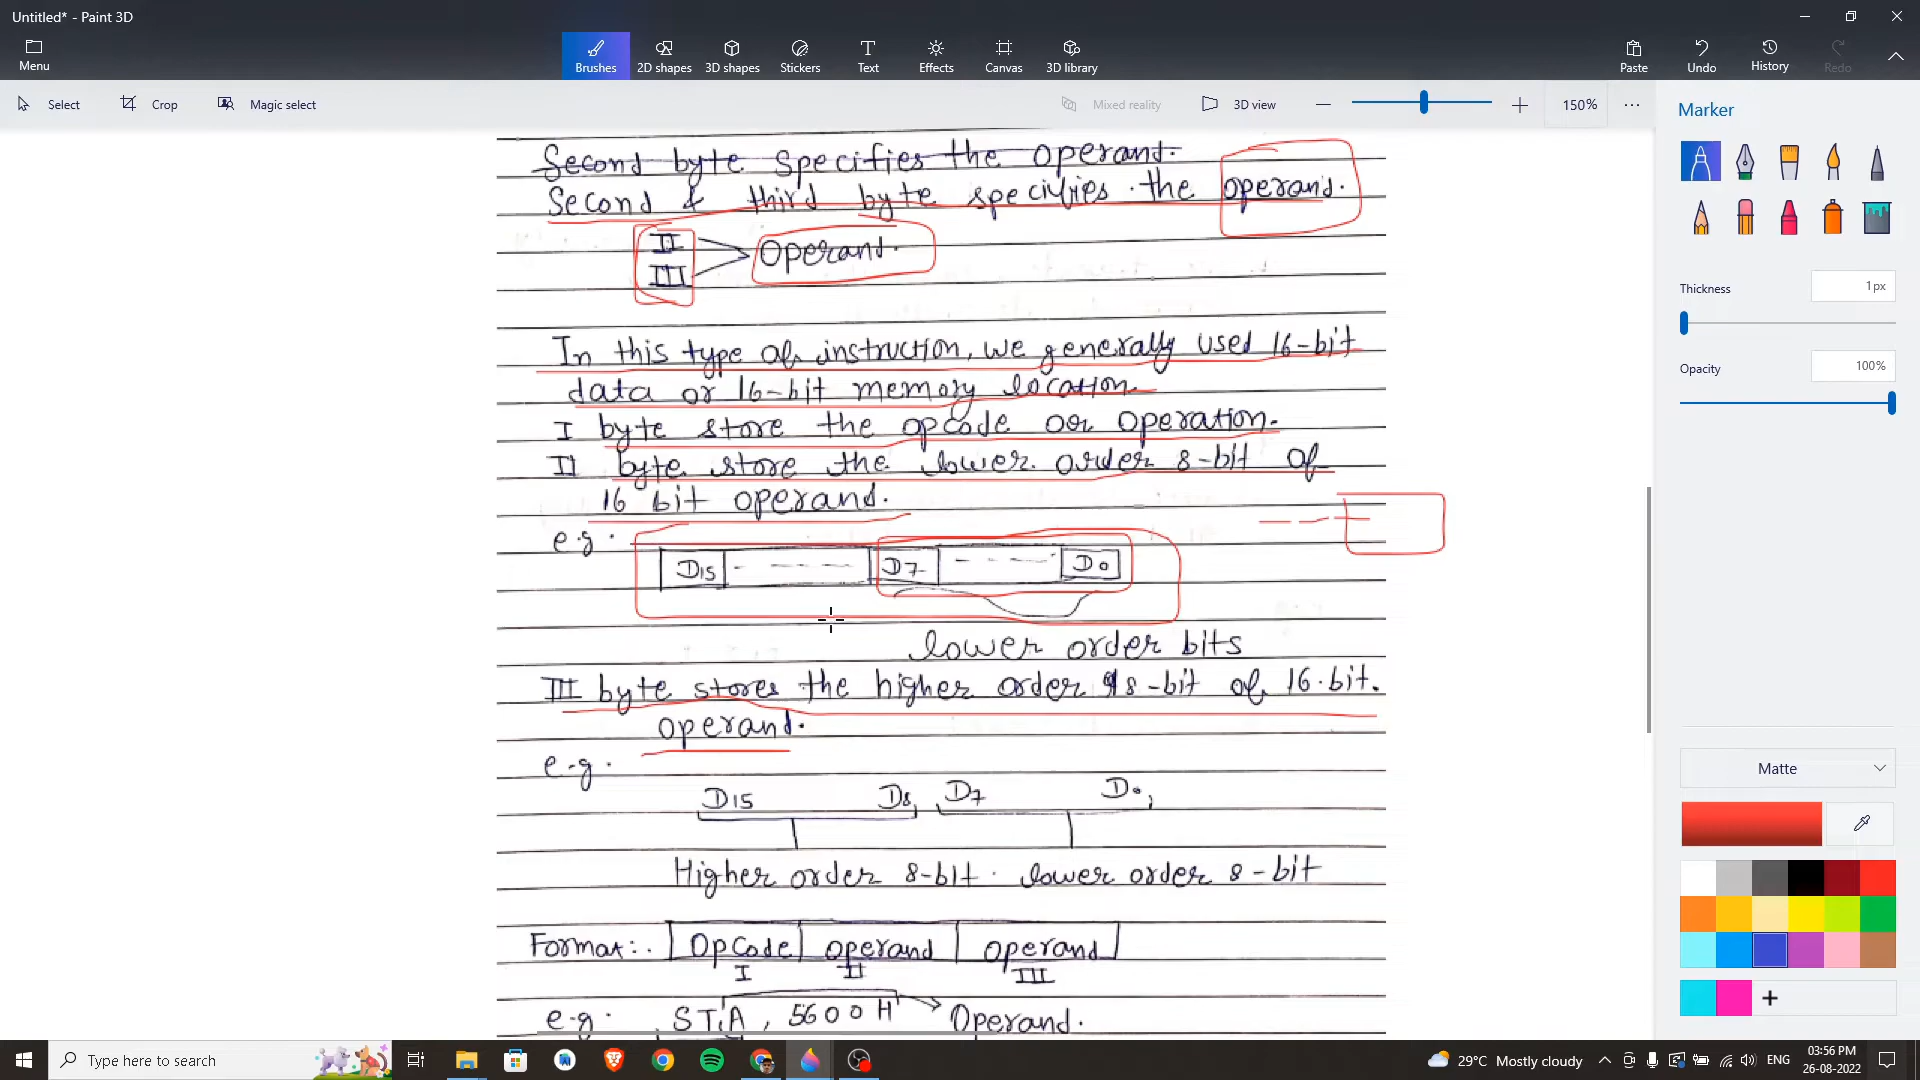 Untitled* - Paint 3D
Menu
Brushes
2D shapes
3D shapes
Stickers
Text
Effects
Canvas
3D library
Paste
Undo
History
Redo
Select
Crop
Magic select
Mixed reality
3D view
150%
Marker
Thickness
1px
Opacity
100%
Matte
Second byte specifies the operant.
Second & third byte specifies the operand.
II
III
Operand.
In this type of instruction, we generally used 16-bit
data or 16-bit memory location.
I byte store the opcode or operation.
II byte store the lower order 8-bit of
16 bit operand.
e.g.
D15 ---- D7 --- D0
lower order bits
III byte stores the higher order 8-bit of 16-bit.
operand.
e.g.
D15 D8, D7 D0,
Higher order 8-bit. lower order 8-bit
Format:. Opcode operand operand
I II III
e.g. STA, 5600H Operand.
Type here to search
29°C Mostly cloudy
ENG
03:56 PM
26-08-2022